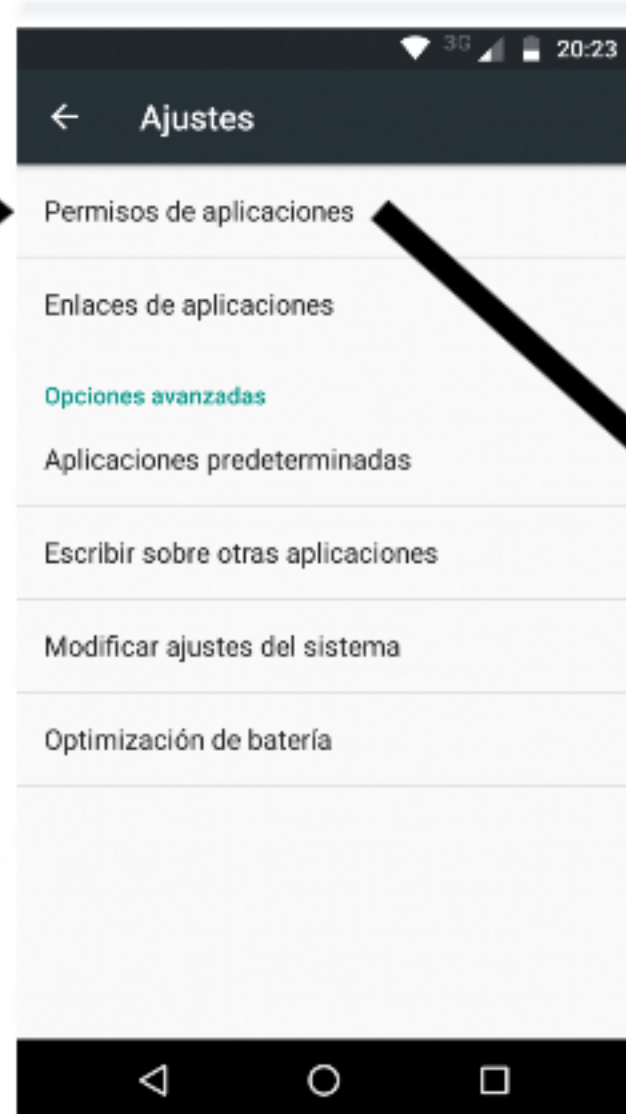 3G 20:23
Ajustes
Permisos de aplicaciones
Enlaces de aplicaciones
Opciones avanzadas
Aplicaciones predeterminadas
Escribir sobre otras aplicaciones
Modificar ajustes del sistema
Optimización de batería